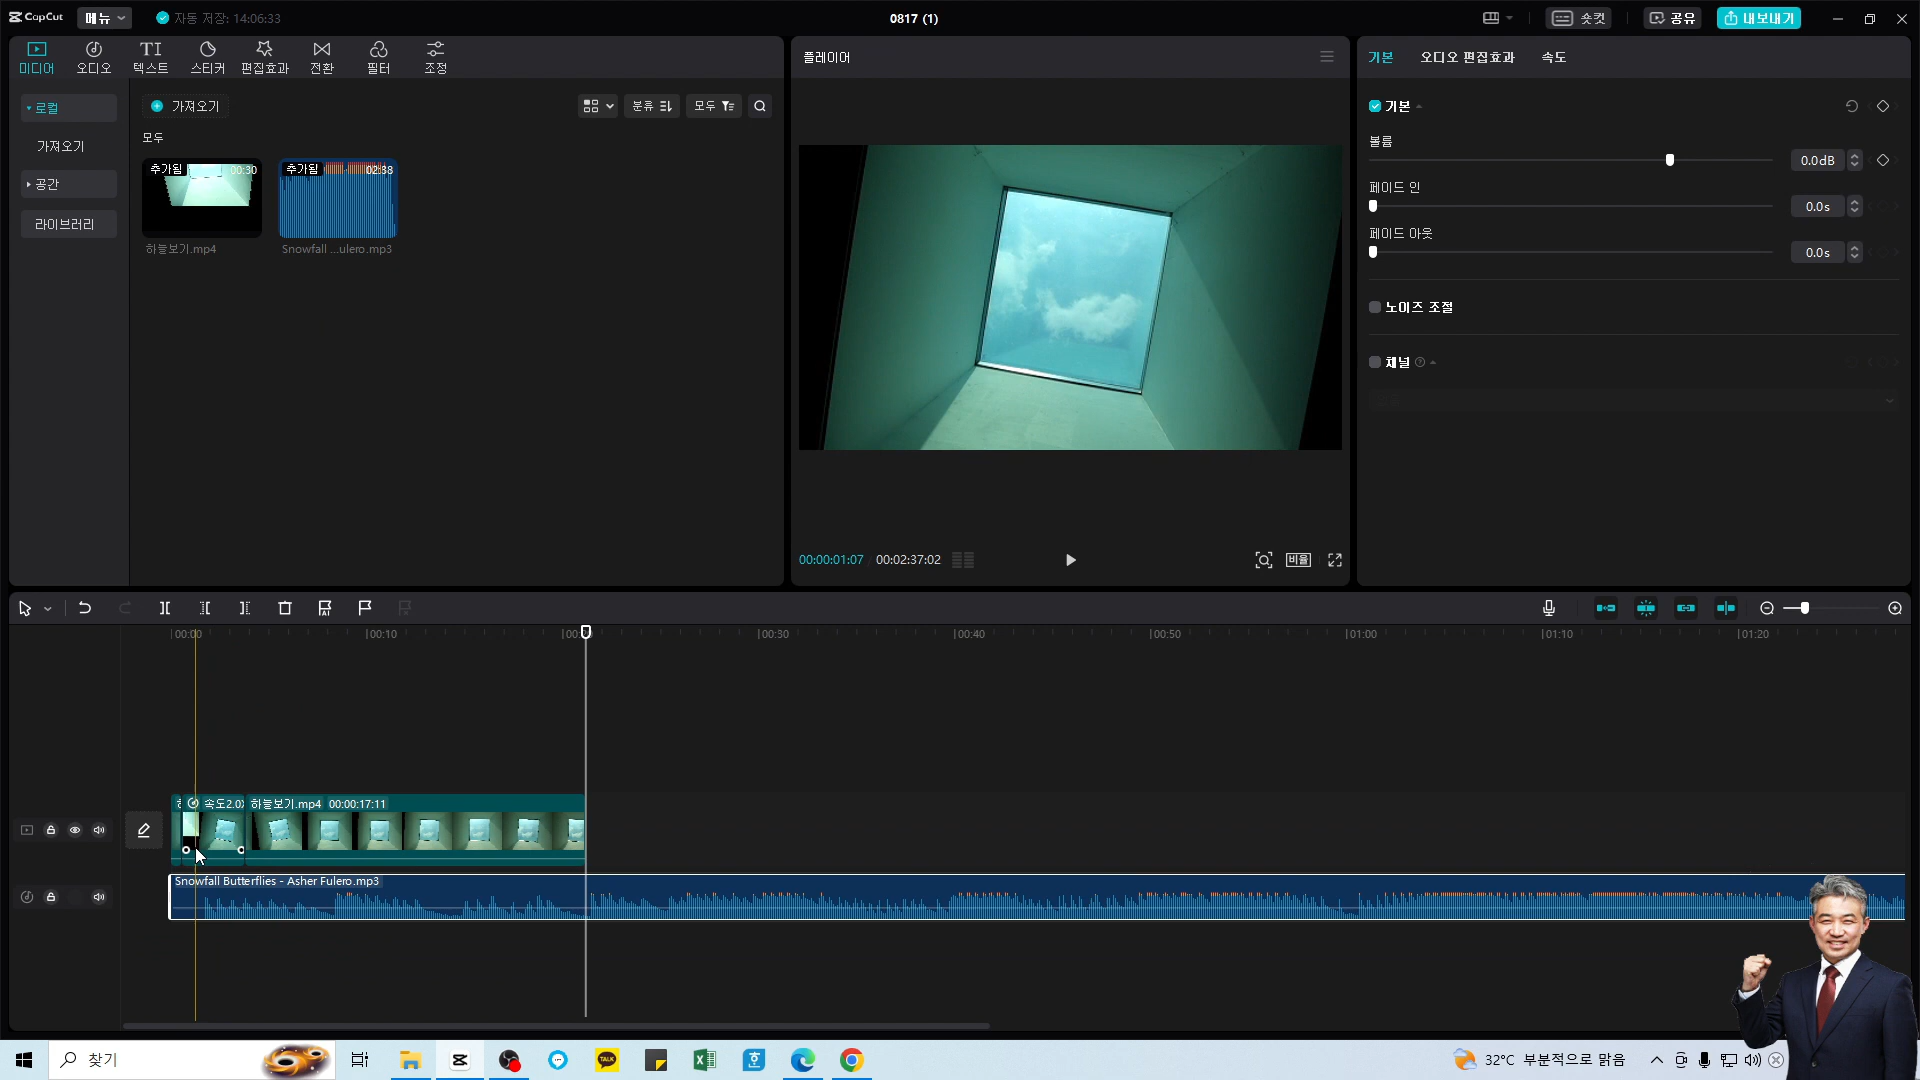 CapCut 메뉴 자동 저장: 14:06:33 0817 (1) 숏컷 공유 내보내기
미디어 오디오 텍스트 스티커 편집효과 전환 필터 조정
플레이어
기본 오디오 편집효과 속도
로컬
가져오기
공간
라이브러리
가져오기 분류 모두
모두
추가됨 00:30
하늘보기.mp4
추가됨 02:38
Snowfall ...ulero.mp3
기본
볼륨
0.0dB
페이드 인
0.0s
페이드 아웃
0.0s
노이즈 조절
채널
00:00:01:07 00:02:37:02 비율
00:00 00:10 00:30 00:40 00:50 01:00 01:10 01:20
속도2.0 하늘보기.mp4 00:00:17:11
Snowfall Butterflies - Asher Fulero.mp3
찾기 TALK 32°C 부분적으로 맑음